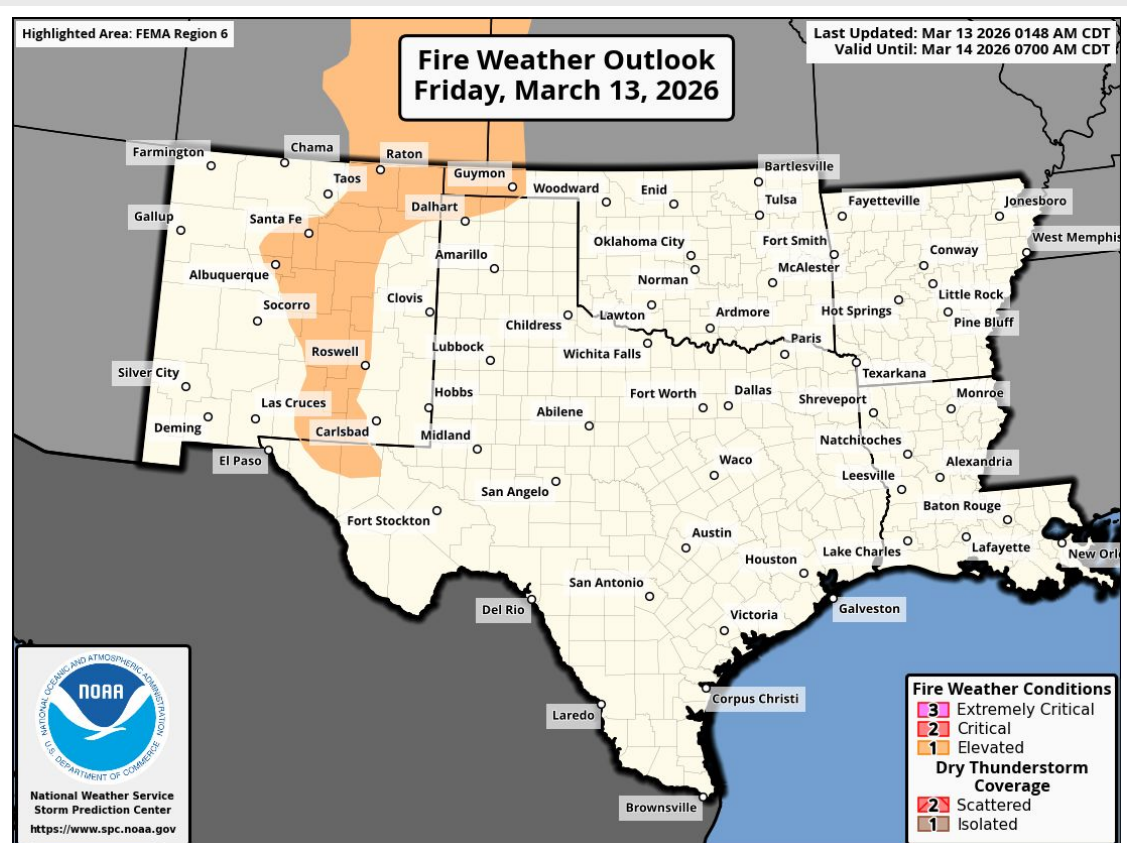 Highlighted Area: FEMA Region 6
Fire Weather Outlook
Friday, March 13, 2026
Last Updated: Mar 13 2026 0148 AM CDT
Valid Until: Mar 14 2026 0700 AM CDT
Farmington
Chama
Raton
Taos
Guymon
Woodward
Enid
Bartlesville
Gallup
Santa Fe
Dalhart
Tulsa
Fayetteville
Jonesboro
Albuquerque
Amarillo
Oklahoma City
Fort Smith
Conway
West Memphis
Norman
McAlester
Socorro
Clovis
Childress
Lawton
Ardmore
Hot Springs
Little Rock
Pine Bluff
Roswell
Lubbock
Wichita Falls
Paris
Silver City
Texarkana
Las Cruces
Hobbs
Fort Worth
Dallas
Shreveport
Monroe
Deming
Carlsbad
Midland
Abilene
Natchitoches
El Paso
Waco
Leesville
Alexandria
San Angelo
Baton Rouge
Fort Stockton
Austin
Houston
Lake Charles
Lafayette
New Orl
San Antonio
Del Rio
Victoria
Galveston
Corpus Christi
Laredo
Brownsville
NATIONAL OCEANIC AND ATMOSPHERIC ADMINISTRATION
NOAA
U.S. DEPARTMENT OF COMMERCE
National Weather Service
Storm Prediction Center
https://www.spc.noaa.gov
Fire Weather Conditions
3 Extremely Critical
2 Critical
1 Elevated
Dry Thunderstorm
Coverage
2 Scattered
1 Isolated